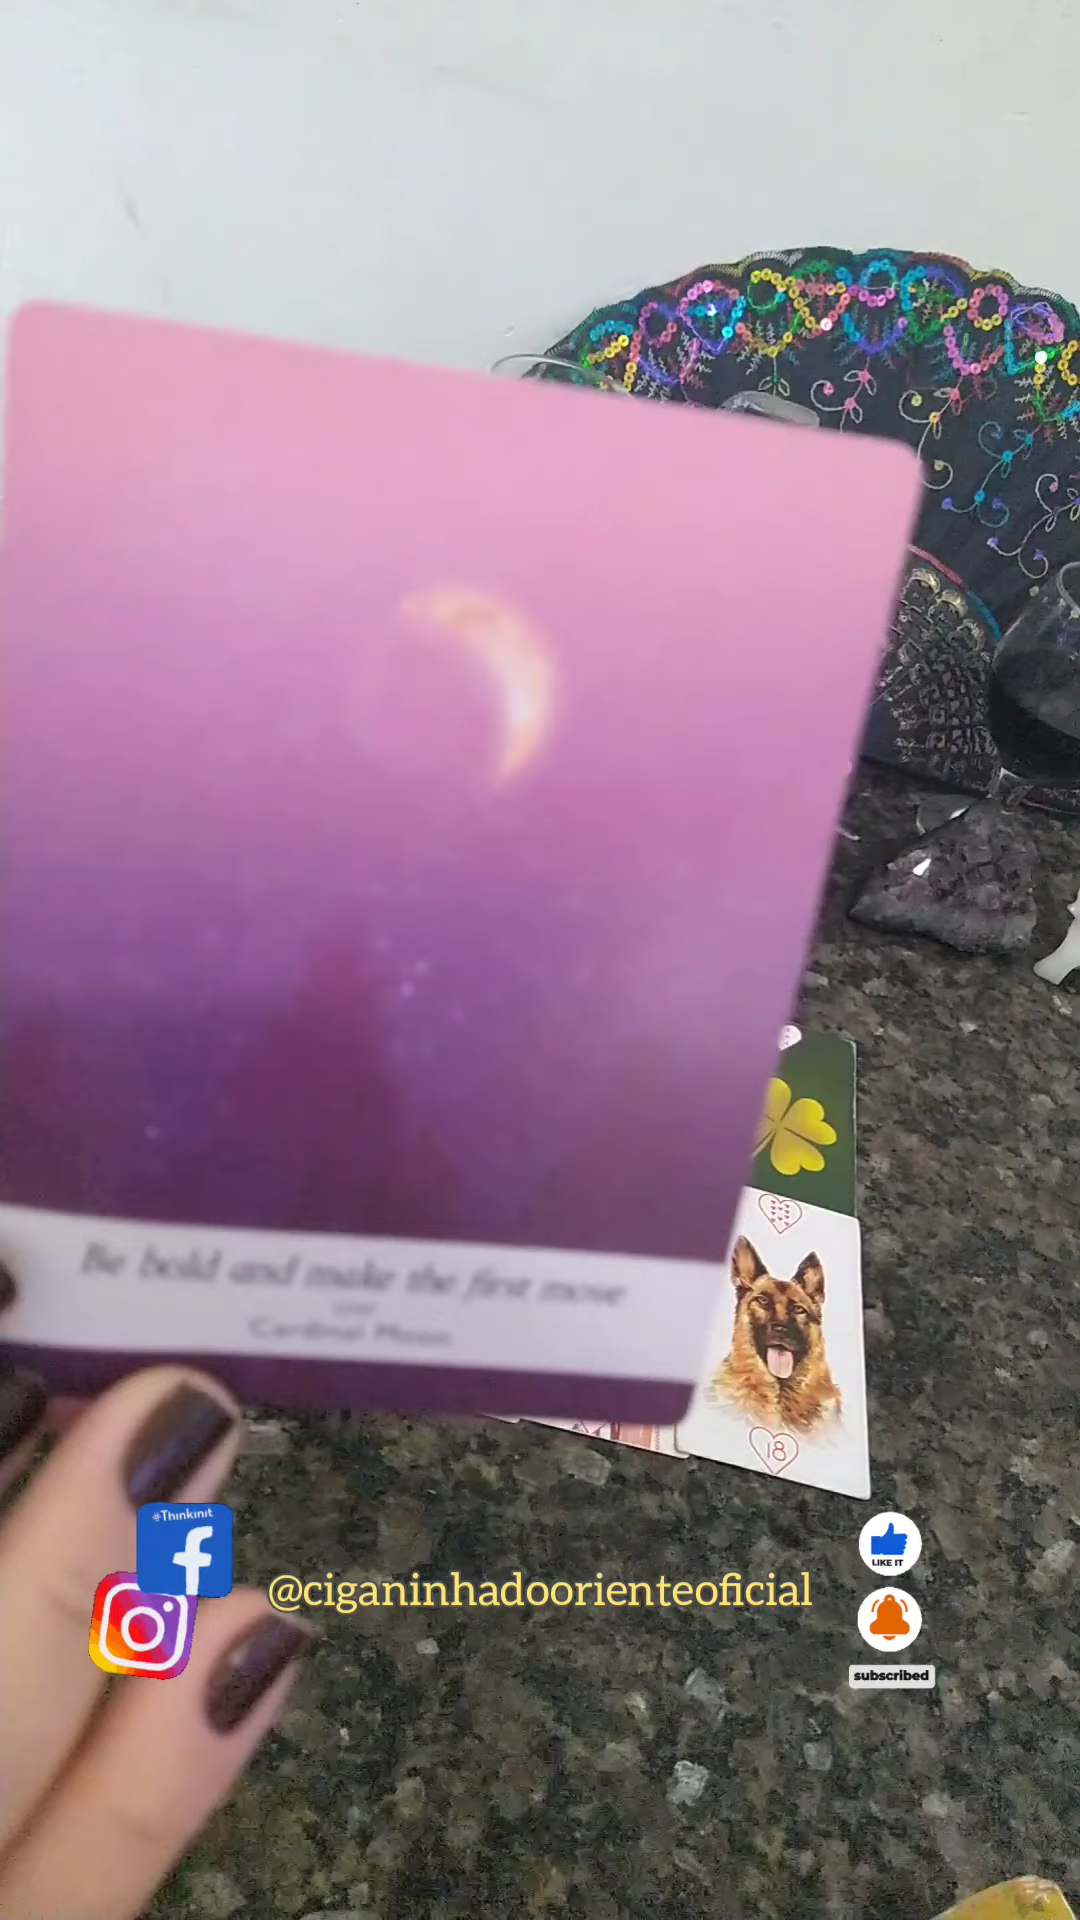 Be bold and make the first move
Cardinal Moon
18
#Thinkinit
@ciganinhadoorienteoficial
LIKE IT
subscribed